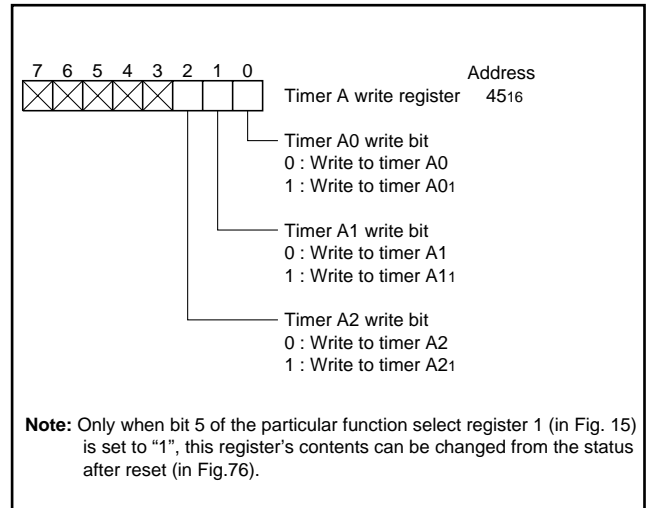 7 6 5 4 3 2 1 0
Address
Timer A write register 4516
Timer A0 write bit
0 : Write to timer A0
1 : Write to timer A01
Timer A1 write bit
0 : Write to timer A1
1 : Write to timer A11
Timer A2 write bit
0 : Write to timer A2
1 : Write to timer A21
Note: Only when bit 5 of the particular function select register 1 (in Fig. 15)
is set to “1”, this register’s contents can be changed from the status
after reset (in Fig.76).